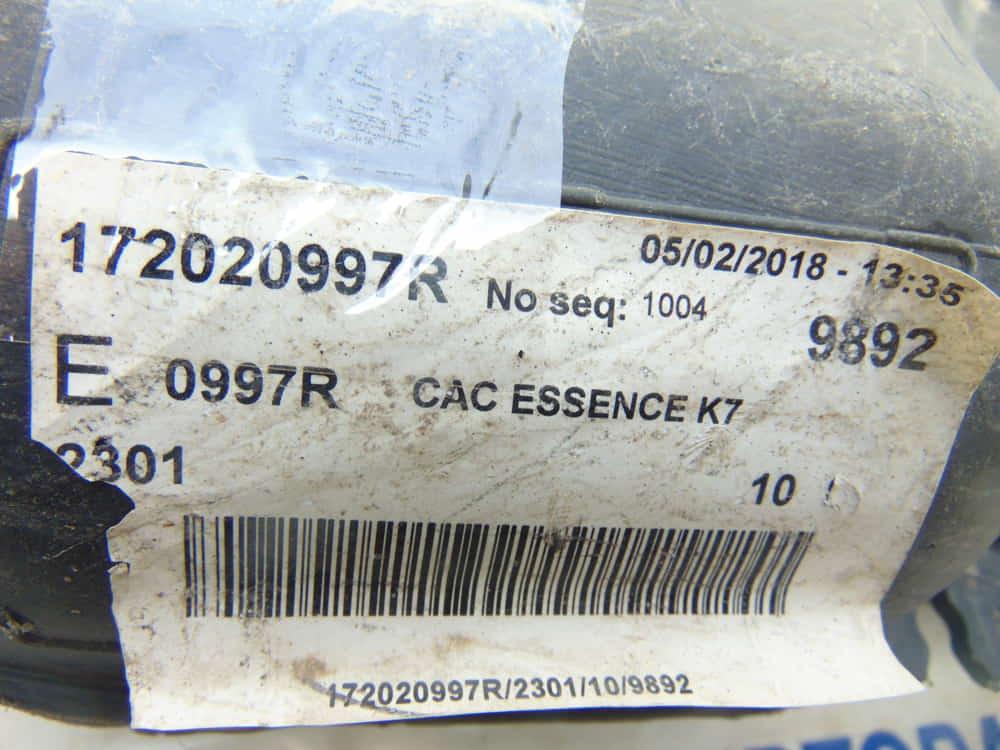 172020997R
05/02/2018 - 13:35
No seq: 1004
9892
E 0997R CAC ESSENCE K7
2301
10
172020997R/2301/10/9892